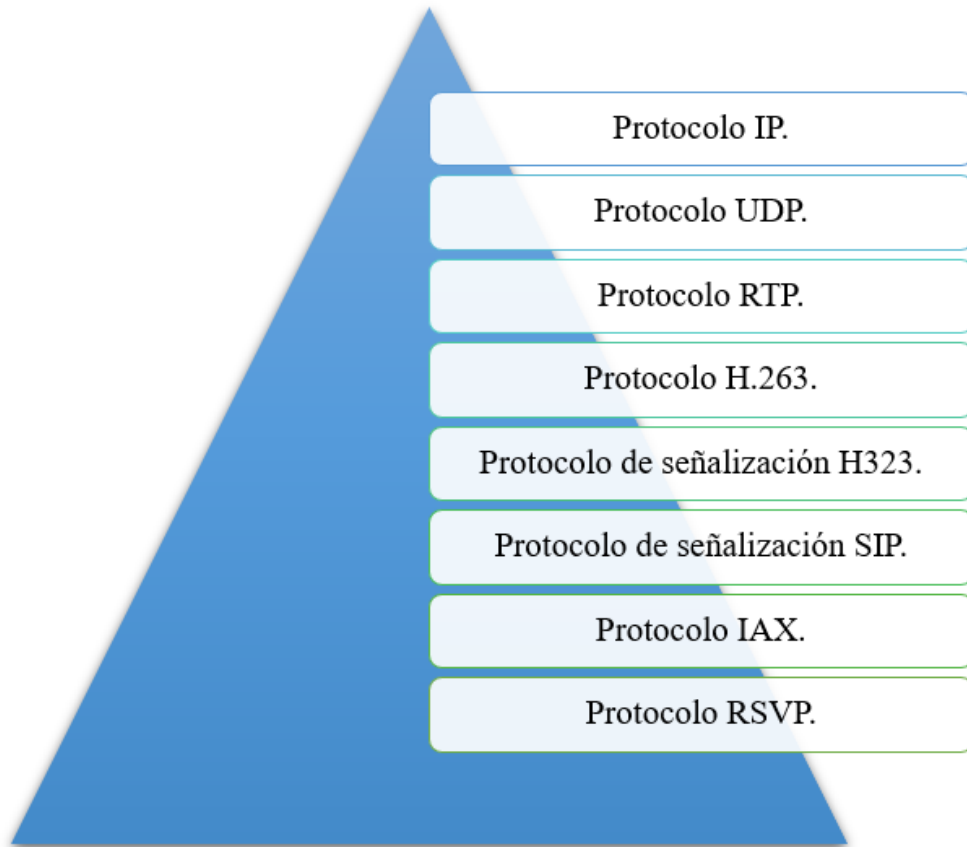 Protocolo IP.
Protocolo UDP.
Protocolo RTP.
Protocolo H.263.
Protocolo de señalización H323.
Protocolo de señalización SIP.
Protocolo IAX.
Protocolo RSVP.